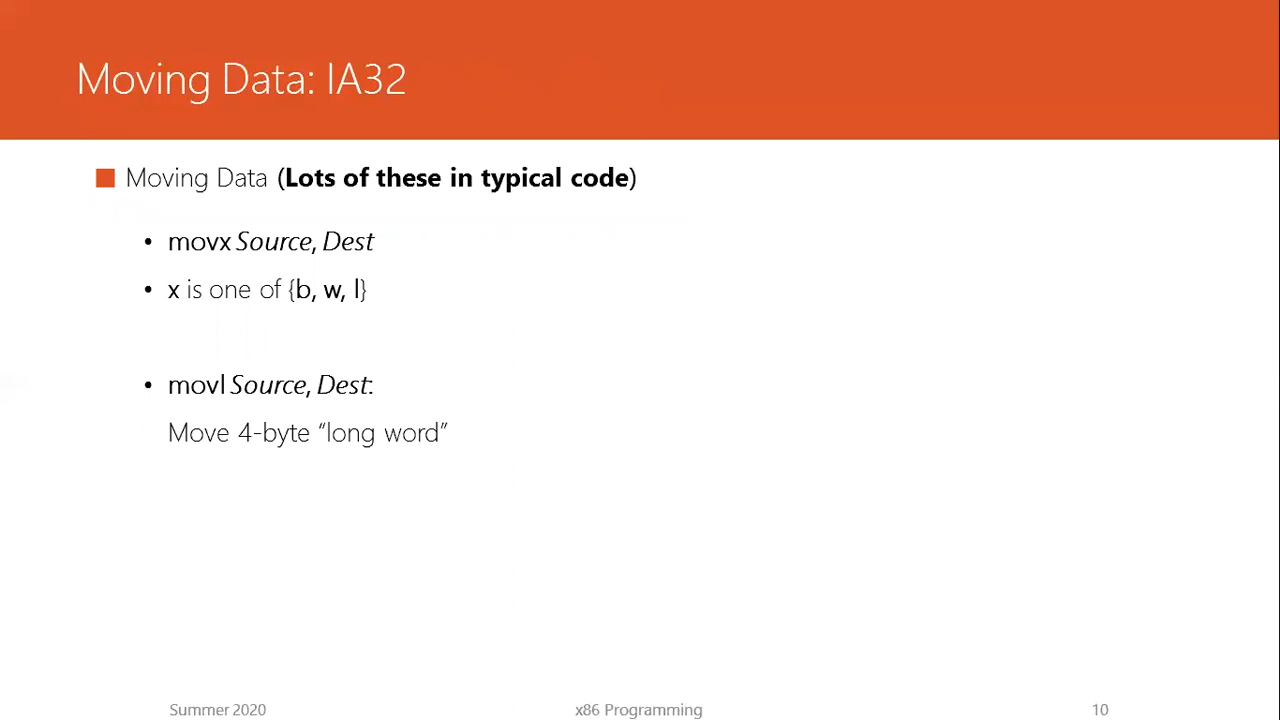 Moving Data: IA32
Moving Data (Lots of these in typical code)
• movx Source, Dest
• x is one of {b, w, l}
• movl Source, Dest:
Move 4-byte “long word”
Summer 2020 x86 Programming 10